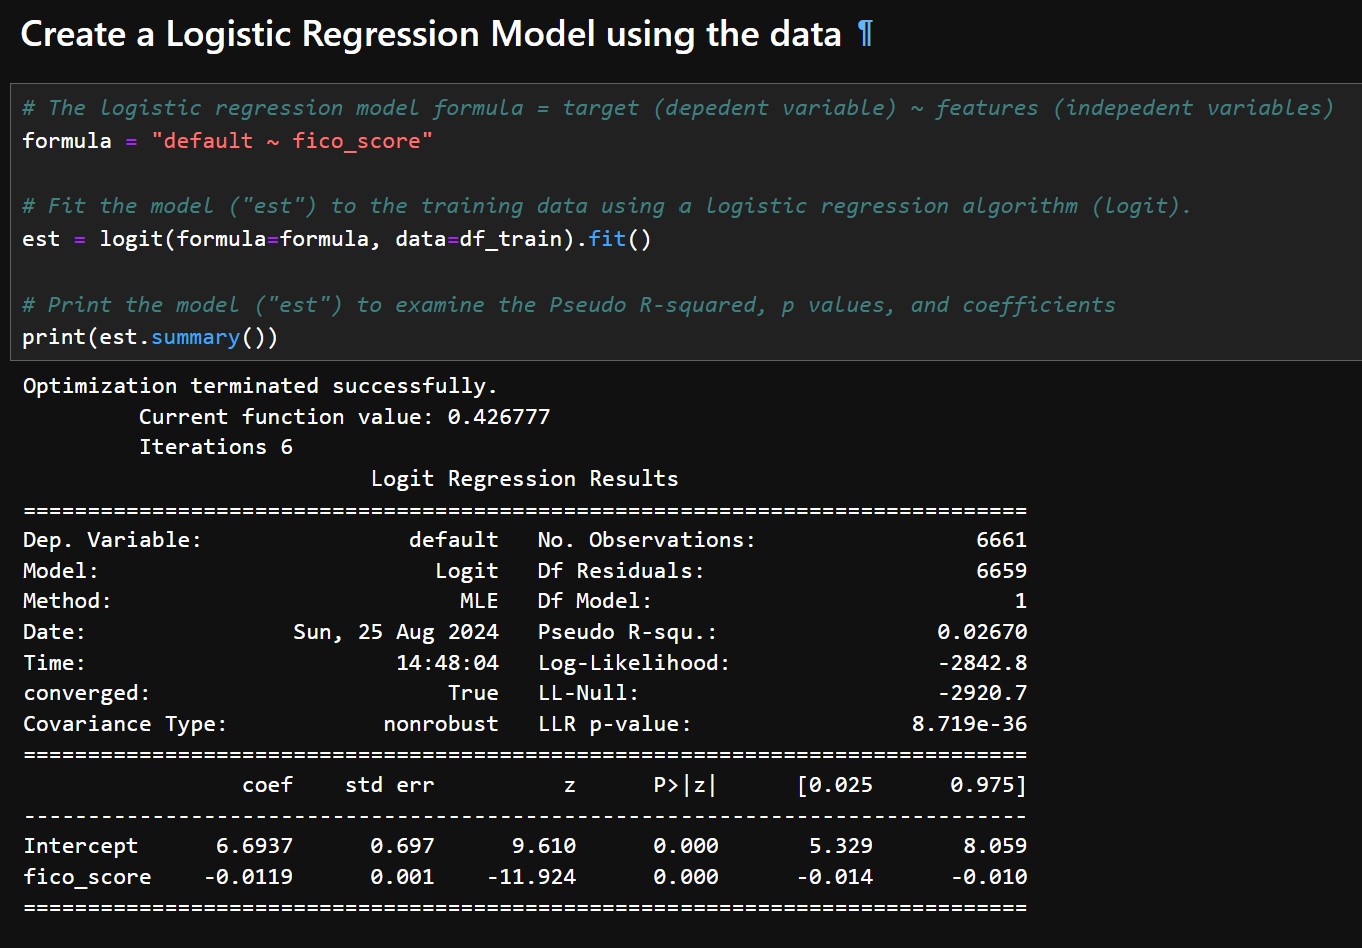 Create a Logistic Regression Model using the data ¶
# The logistic regression model formula = target (depedent variable) ~ features (indepedent variables)
formula = "default ~ fico_score"
# Fit the model ("est") to the training data using a logistic regression algorithm (logit).
est = logit(formula=formula, data=df_train).fit()
# Print the model ("est") to examine the Pseudo R-squared, p values, and coefficients
print(est.summary())
Optimization terminated successfully.
         Current function value: 0.426777
         Iterations 6
                           Logit Regression Results
==============================================================================
Dep. Variable:                default   No. Observations:                 6661
Model:                          Logit   Df Residuals:                     6659
Method:                           MLE   Df Model:                            1
Date:                Sun, 25 Aug 2024   Pseudo R-squ.:                 0.02670
Time:                        14:48:04   Log-Likelihood:                -2842.8
converged:                       True   LL-Null:                       -2920.7
Covariance Type:            nonrobust   LLR p-value:                 8.719e-36
==============================================================================
                 coef    std err          z      P>|z|      [0.025      0.975]
------------------------------------------------------------------------------
Intercept      6.6937      0.697      9.610      0.000       5.329       8.059
fico_score    -0.0119      0.001    -11.924      0.000      -0.014      -0.010
==============================================================================